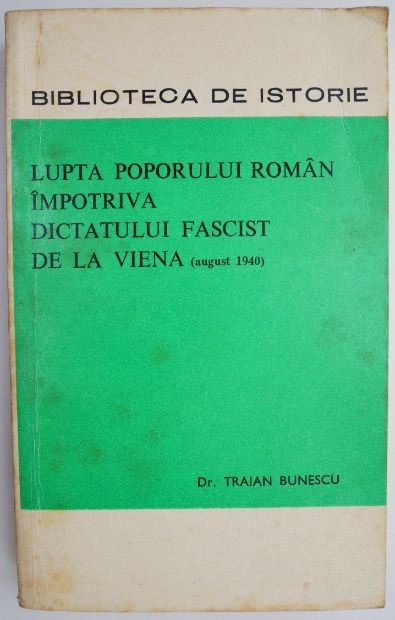 BIBLIOTECA DE ISTORIE
LUPTA POPORULUI ROMÂN
ÎMPOTRIVA
DICTATULUI FASCIST
DE LA VIENA (august 1940)
Dr. TRAIAN BUNESCU